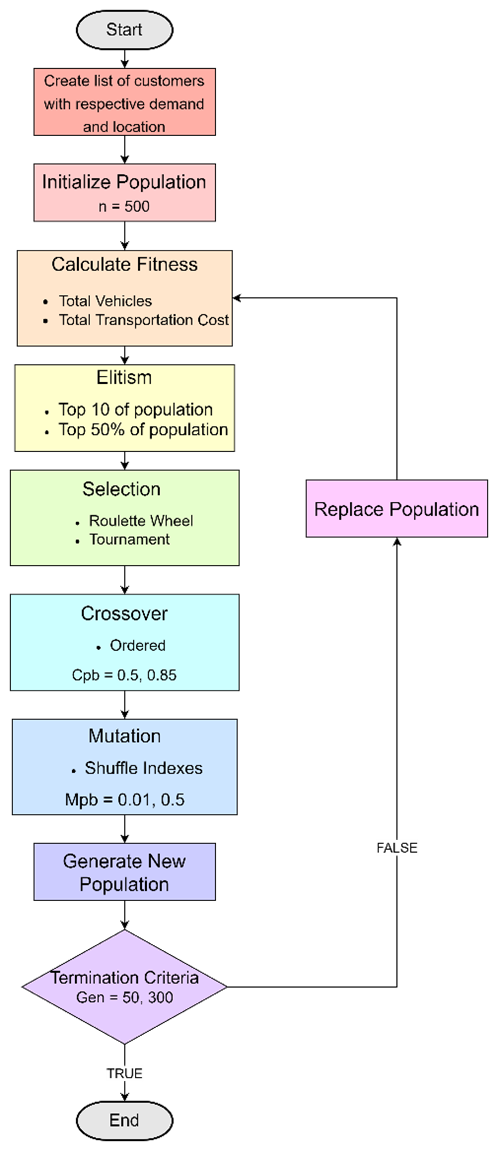 Start
Create list of customers
with respective demand
and location
Initialize Population
n = 500
Calculate Fitness
• Total Vehicles
• Total Transportation Cost
Elitism
• Top 10 of population
• Top 50% of population
Selection
• Roulette Wheel
• Tournament
Replace Population
Crossover
• Ordered
Cpb = 0.5, 0.85
Mutation
• Shuffle Indexes
Mpb = 0.01, 0.5
FALSE
Generate New
Population
Termination Criteria
Gen = 50, 300
TRUE
End